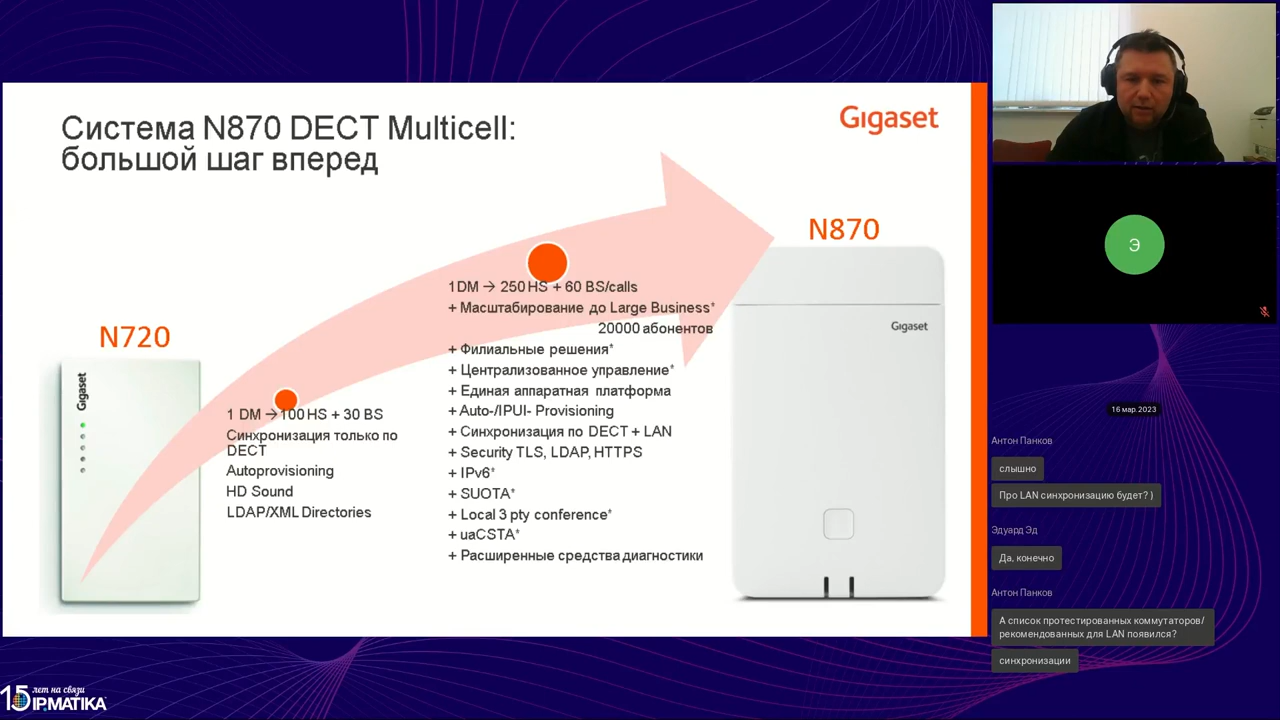 Система N870 DECT Multicell:
большой шаг вперед
Gigaset
N720
Gigaset
1 DM → 100 HS + 30 BS
Синхронизация только по
DECT
Autoprovisioning
HD Sound
LDAP/XML Directories
1DM → 250 HS + 60 BS/calls
+ Масштабирование до Large Business*
20000 абонентов
+ Филиальные решения*
+ Централизованное управление*
+ Единая аппаратная платформа
+ Auto-/IPUI- Provisioning
+ Синхронизация по DECT + LAN
+ Security TLS, LDAP, HTTPS
+ IPv6*
+ SUOTA*
+ Local 3 pty conference*
+ uaCSTA*
+ Расширенные средства диагностики
N870
Gigaset
15 лет на связи
IPMATIKA
Э
16 мар. 2023
Антон Панков
слышно
Про LAN синхронизацию будет? )
Эдуард Эд
Да, конечно
Антон Панков
А список протестированных коммутаторов/
рекомендованных для LAN появился?
синхронизации